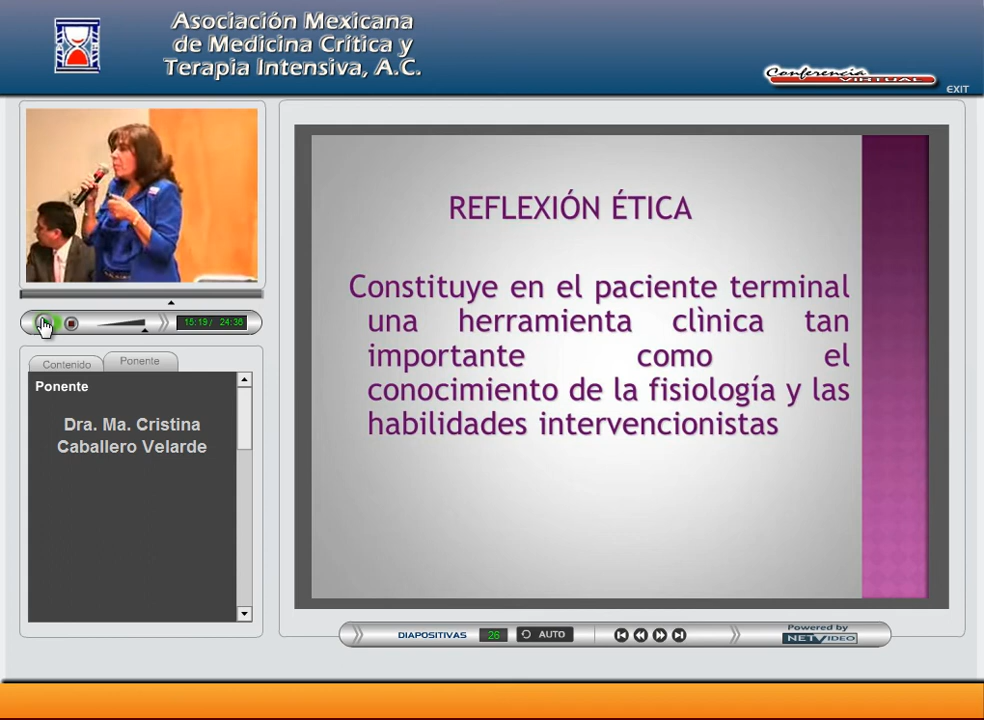 Asociación Mexicana
de Medicina Crítica y
Terapia Intensiva, A.C.
Conferencia
VIRTUAL
EXIT
15:19 / 24:36
Contenido
Ponente
Ponente
Dra. Ma. Cristina
Caballero Velarde
REFLEXIÓN ÉTICA
Constituye en el paciente terminal
una herramienta clìnica tan
importante como el
conocimiento de la fisiología y las
habilidades intervencionistas
DIAPOSITIVAS 26 AUTO
Powered by
NETVIDEO